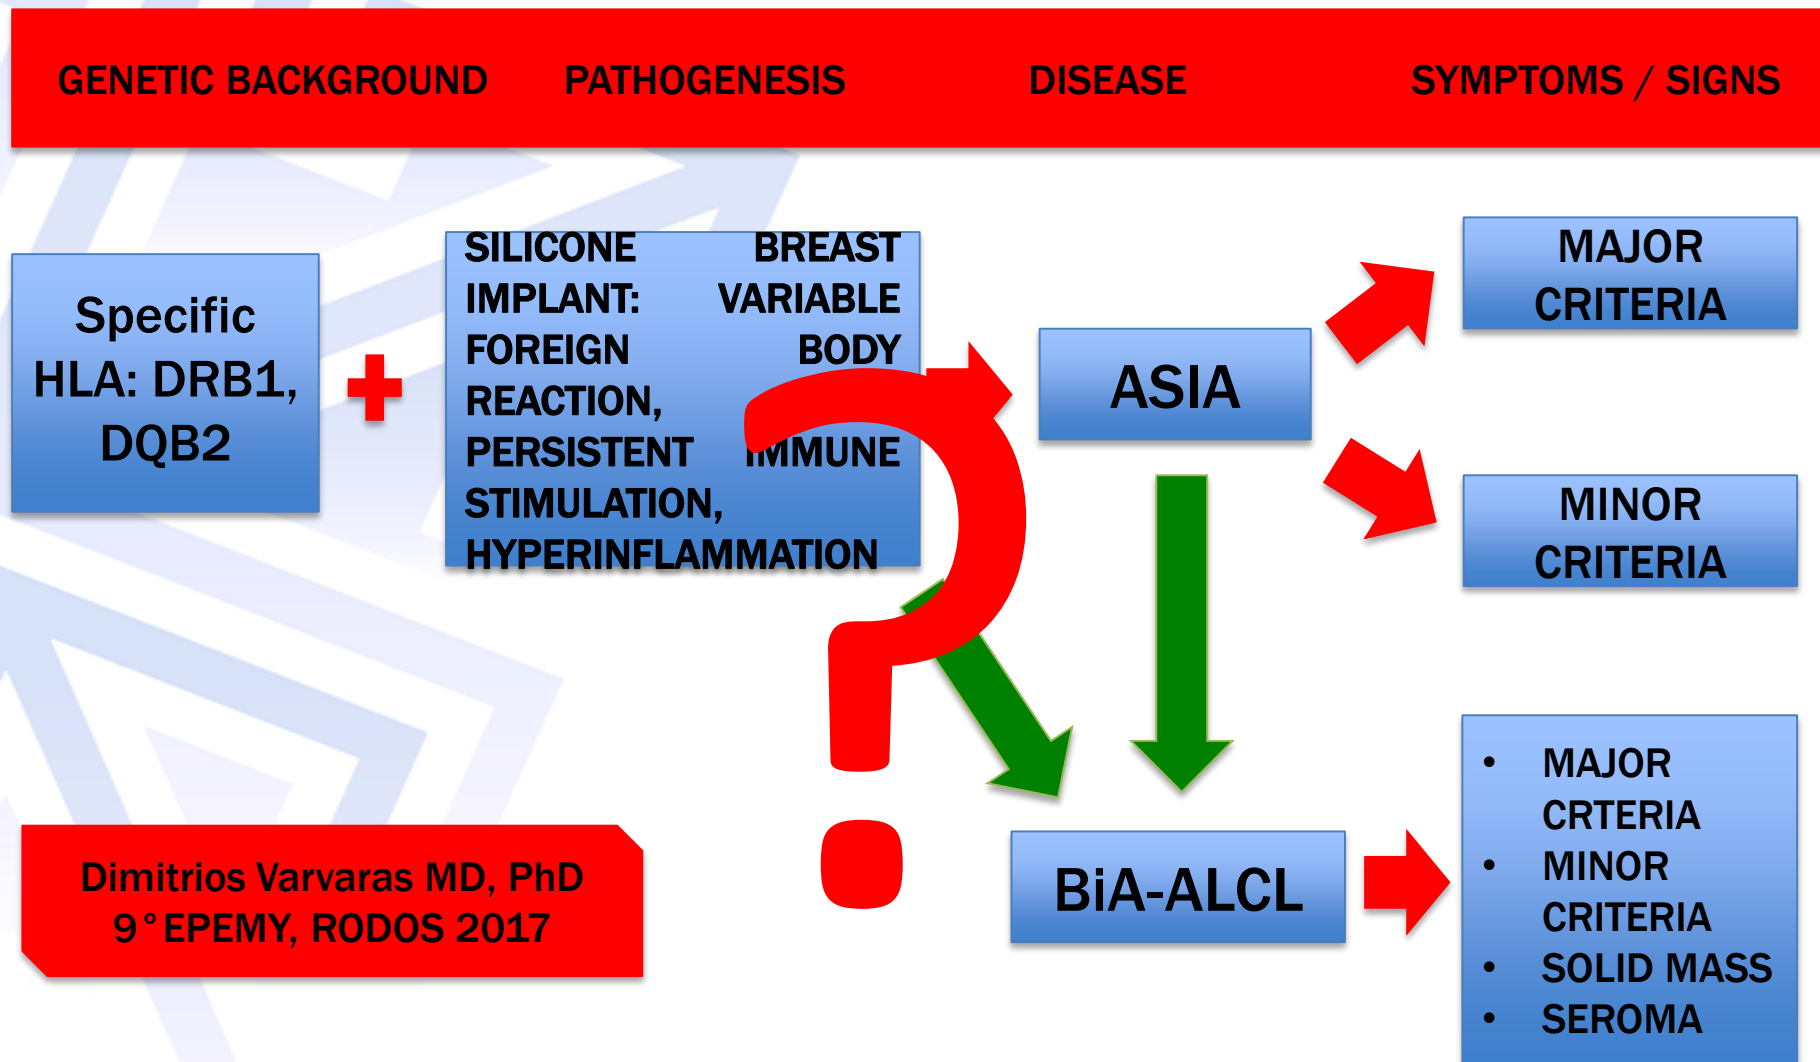 GENETIC BACKGROUND PATHOGENESIS DISEASE SYMPTOMS / SIGNS
Specific
HLA: DRB1,
DQB2
SILICONE BREAST
IMPLANT: VARIABLE
FOREIGN BODY
REACTION,
PERSISTENT IMMUNE
STIMULATION,
HYPERINFLAMMATION
?
ASIA
MAJOR
CRITERIA
MINOR
CRITERIA
BiA-ALCL
• MAJOR
CRTERIA
• MINOR
CRITERIA
• SOLID MASS
• SEROMA
Dimitrios Varvaras MD, PhD
9°EPEMY, RODOS 2017